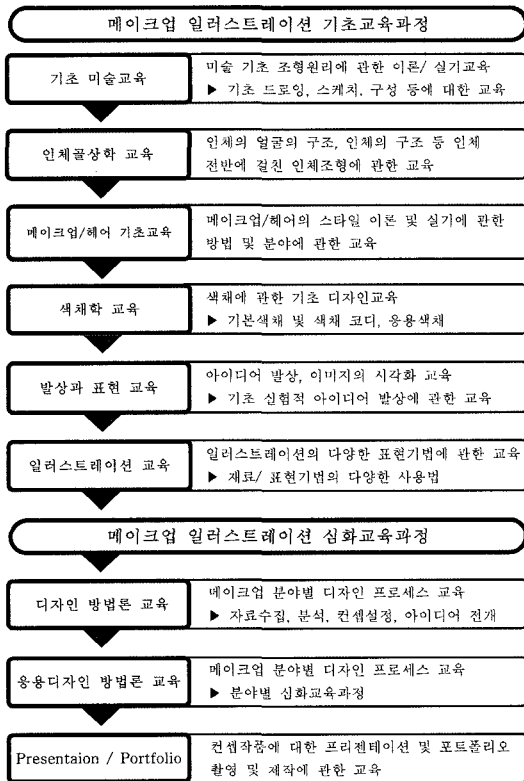 메이크업 일러스트레이션 기초교육과정
기초 미술교육
미술 기초 조형원리에 관한 이론/ 실기교육
▶ 기초 드로잉, 스케치, 구성 등에 대한 교육
인체골상학 교육
인체의 얼굴의 구조, 인체의 구조 등 인체
전반에 걸친 인체조형에 관한 교육
메이크업/헤어 기초교육
메이크업/헤어의 스타일 이론 및 실기에 관한
방법 및 분야에 관한 교육
색채학 교육
색채에 관한 기초 디자인교육
▶ 기본색채 및 색채 코디, 응용색채
발상과 표현 교육
아이디어 발상, 이미지의 시각화 교육
▶ 기초 실험적 아이디어 발상에 관한 교육
일러스트레이션 교육
일러스트레이션의 다양한 표현기법에 관한 교육
▶ 재료/ 표현기법의 다양한 사용법
메이크업 일러스트레이션 심화교육과정
디자인 방법론 교육
메이크업 분야별 디자인 프로세스 교육
▶ 자료수집, 분석, 컨셉설정, 아이디어 전개
응용디자인 방법론 교육
메이크업 분야별 디자인 프로세스 교육
▶ 분야별 심화교육과정
Presentaion / Portfolio
컨셉작품에 대한 프리젠테이션 및 포트폴리오
촬영 및 제작에 관한 교육